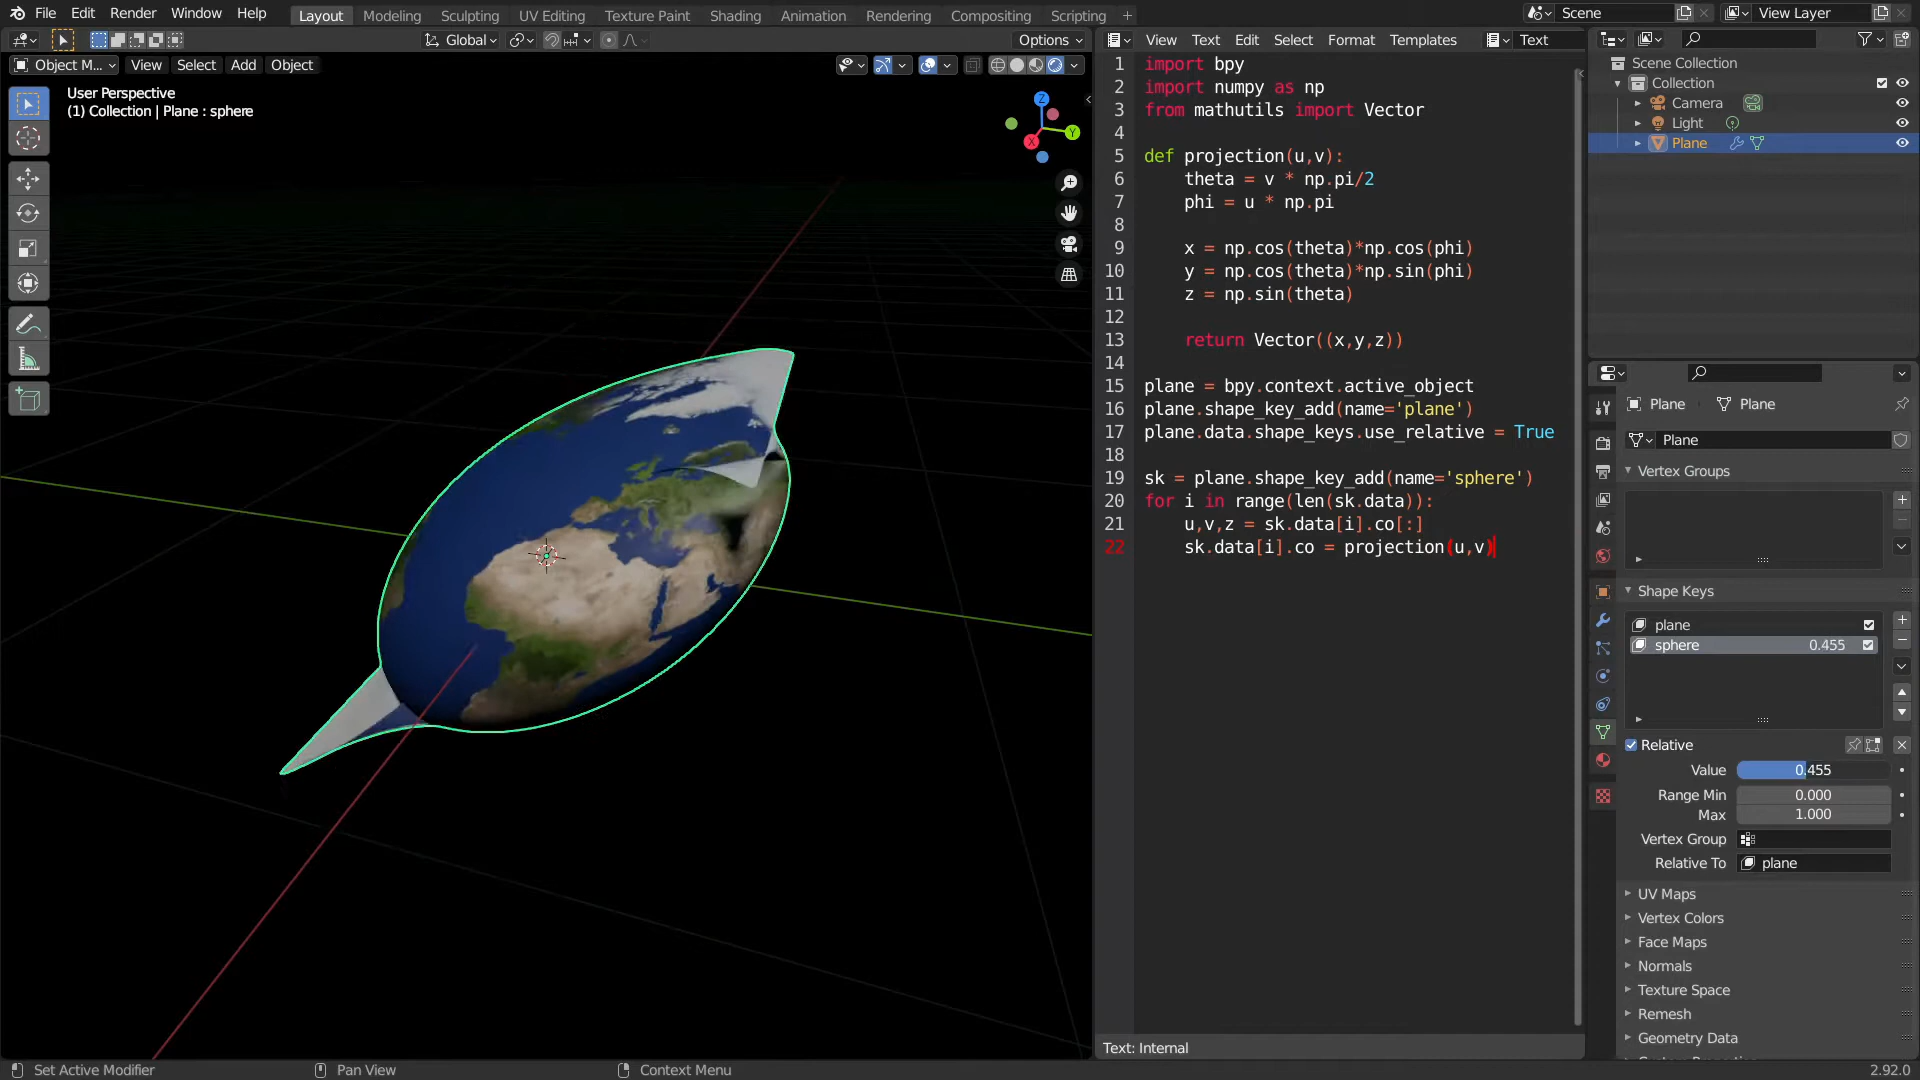 File Edit Render Window Help Layout Modeling Sculpting UV Editing Texture Paint Shading Animation Rendering Compositing Scripting + Scene View Layer
Global Options View Text Edit Select Format Templates Text
Object M... View Select Add Object
User Perspective
(1) Collection | Plane : sphere
Z
Y
X
1 import bpy
2 import numpy as np
3 from mathutils import Vector
4
5 def projection(u,v):
6 theta = v * np.pi/2
7 phi = u * np.pi
8
9 x = np.cos(theta)*np.cos(phi)
10 y = np.cos(theta)*np.sin(phi)
11 z = np.sin(theta)
12
13 return Vector((x,y,z))
14
15 plane = bpy.context.active_object
16 plane.shape_key_add(name='plane')
17 plane.data.shape_keys.use_relative = True
18
19 sk = plane.shape_key_add(name='sphere')
20 for i in range(len(sk.data)):
21 u,v,z = sk.data[i].co[:]
22 sk.data[i].co = projection(u,v)
Text: Internal
Scene Collection
Collection
Camera
Light
Plane
Plane Plane
Plane
Vertex Groups
Shape Keys
plane
sphere 0.455
Relative
Value 0.455
Range Min 0.000
Max 1.000
Vertex Group
Relative To plane
UV Maps
Vertex Colors
Face Maps
Normals
Texture Space
Remesh
Geometry Data
Set Active Modifier Pan View Context Menu 2.92.0